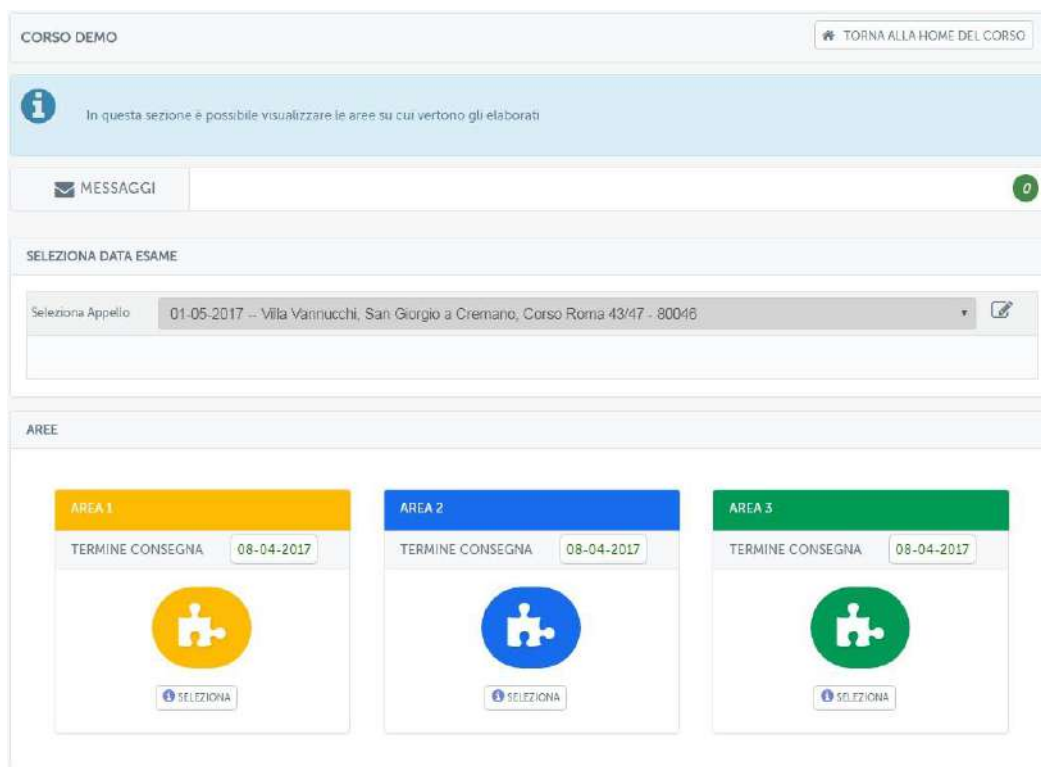 CORSO DEMO
TORNA ALLA HOME DEL CORSO
In questa sezione è possibile visualizzare le aree su cui vertono gli elaborati
MESSAGGI
0
SELEZIONA DATA ESAME
Seleziona Appello
01-05-2017 -- Villa Vannucchi, San Giorgio a Cremano, Corso Roma 43/47 - 80046
AREE
AREA 1
TERMINE CONSEGNA 08-04-2017
SELEZIONA
AREA 2
TERMINE CONSEGNA 08-04-2017
SELEZIONA
AREA 3
TERMINE CONSEGNA 08-04-2017
SELEZIONA